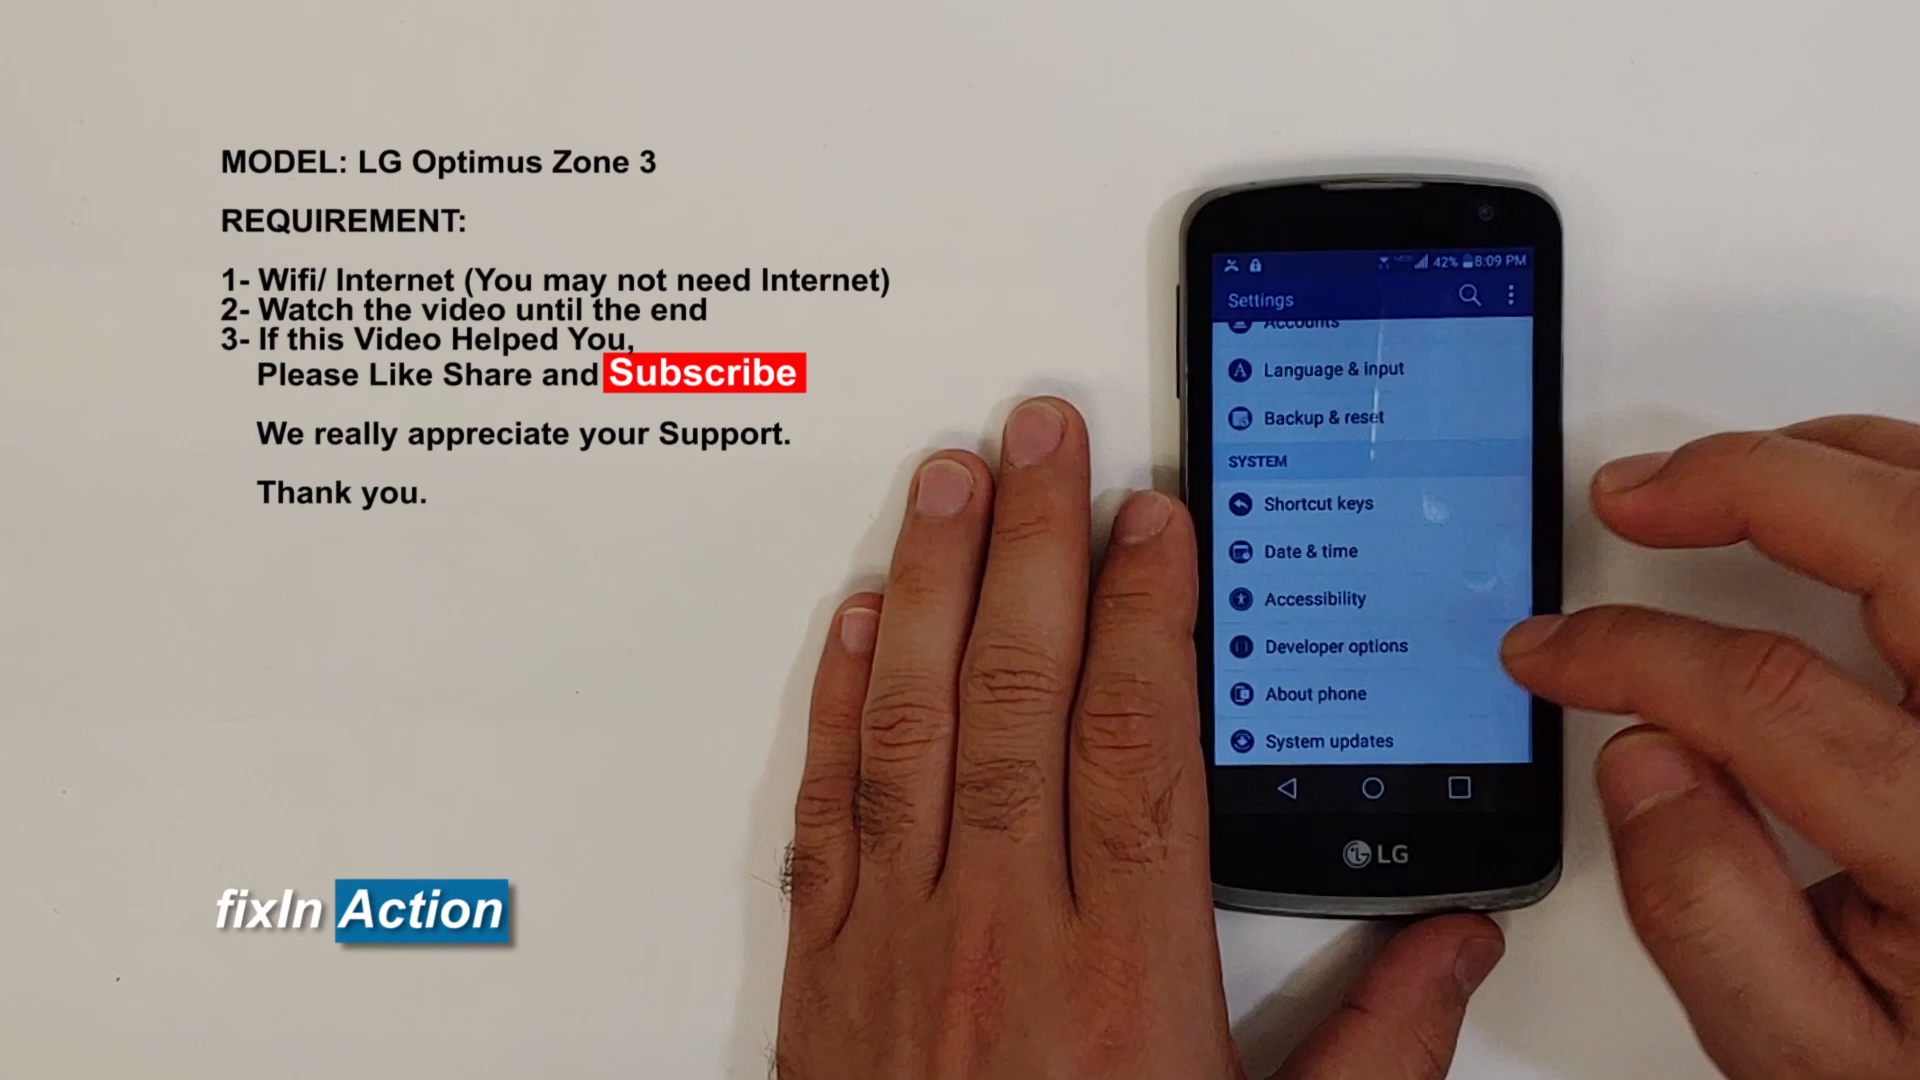 MODEL: LG Optimus Zone 3
REQUIREMENT:
1- Wifi/ Internet (You may not need Internet)
2- Watch the video until the end
3- If this Video Helped You,
Please Like Share and Subscribe
We really appreciate your Support.
Thank you.
fixIn Action
42% 8:09 PM
Settings
Accounts
Language & input
Backup & reset
SYSTEM
Shortcut keys
Date & time
Accessibility
Developer options
About phone
System updates
LG